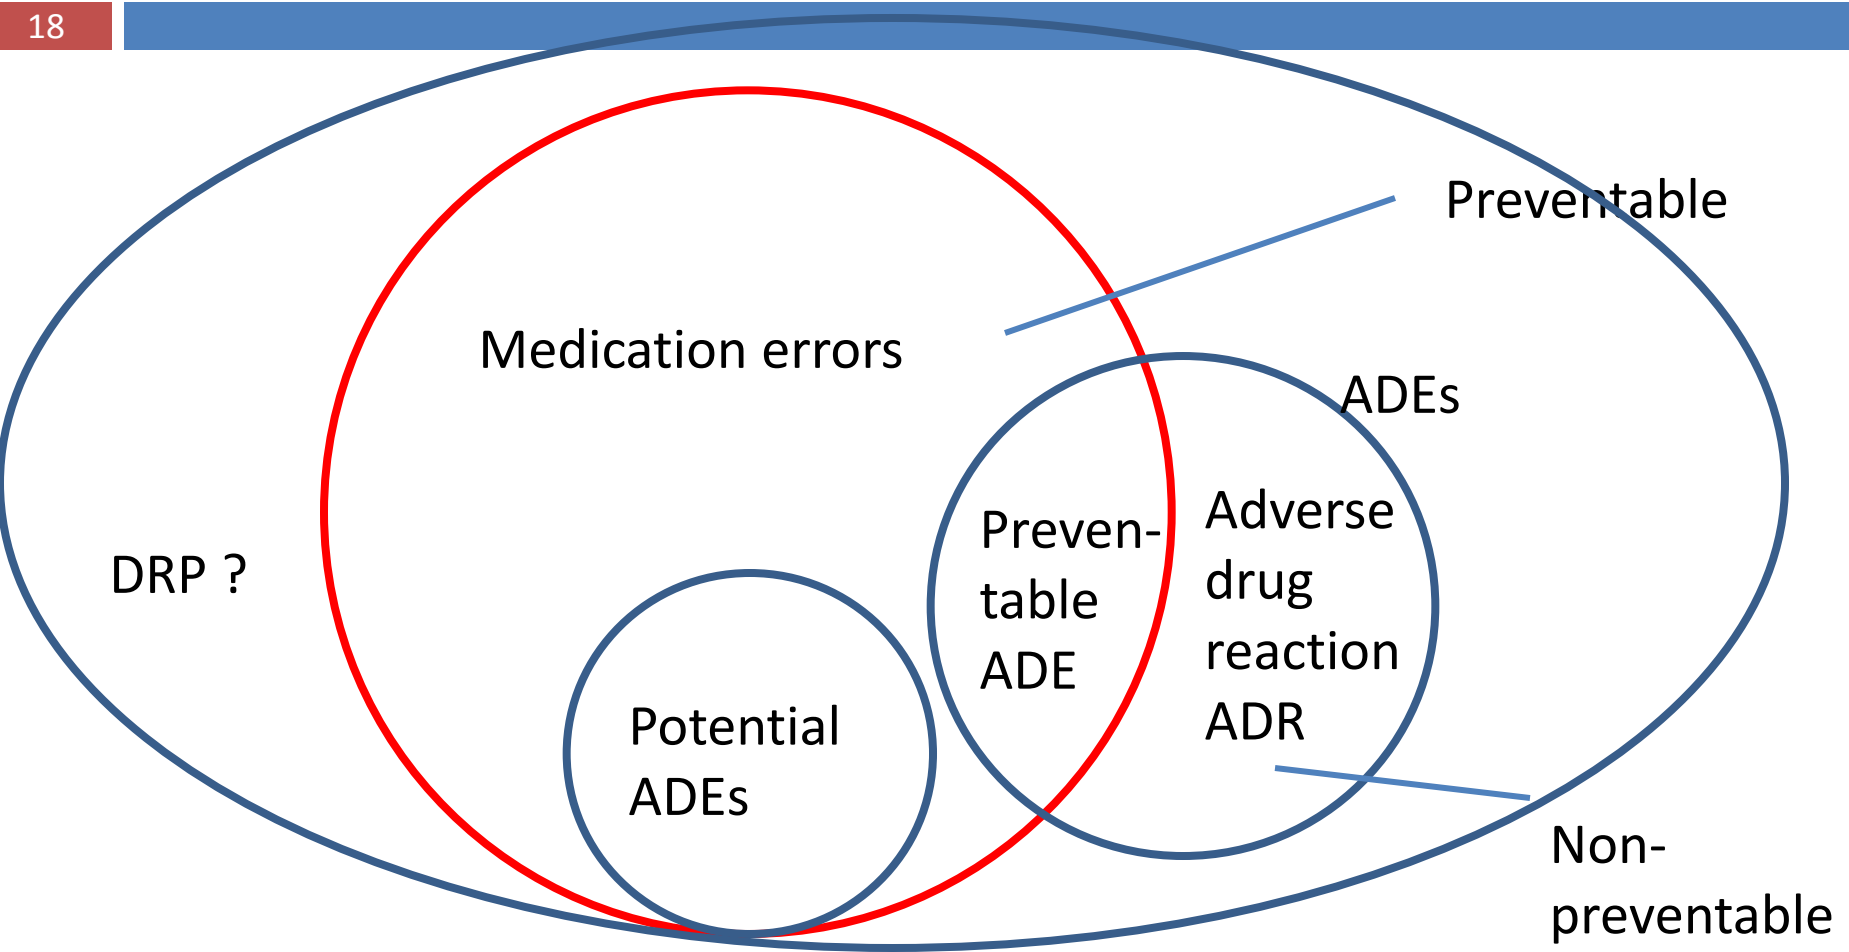 18
Preventable
Medication errors
ADEs
Preven-
table
ADE
Adverse
drug
reaction
ADR
DRP ?
Potential
ADEs
Non-
preventable